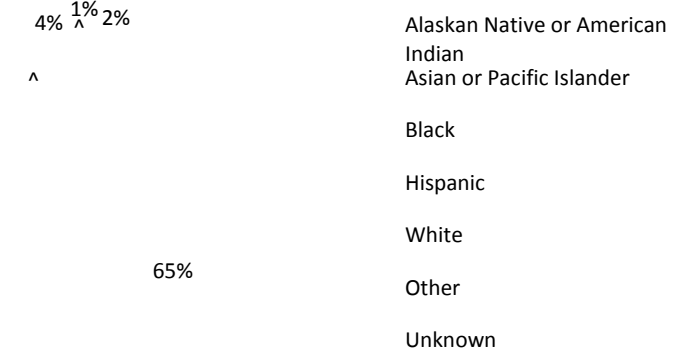 4% 1% 2%
^
^
65%
Alaskan Native or American
Indian
Asian or Pacific Islander
Black
Hispanic
White
Other
Unknown